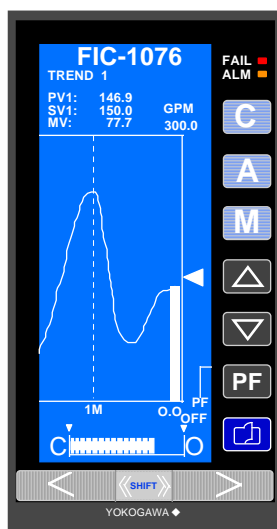 FIC-1076
TREND 1
PV1: 146.9
SV1: 150.0
MV: 77.7
GPM
300.0
FAIL
ALM
C
A
M
PF
1M
0.0
PF
OFF
C O
< SHIFT >
YOKOGAWA ◆